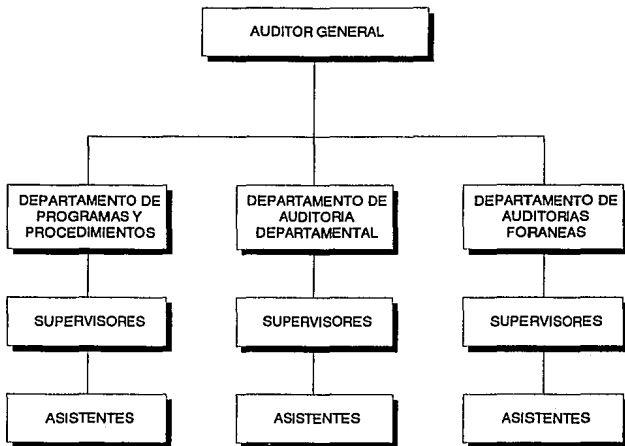 AUDITOR GENERAL
DEPARTAMENTO DE
PROGRAMAS Y
PROCEDIMIENTOS
DEPARTAMENTO DE
AUDITORIA
DEPARTAMENTAL
DEPARTAMENTO DE
AUDITORIAS
FORANEAS
SUPERVISORES
SUPERVISORES
SUPERVISORES
ASISTENTES
ASISTENTES
ASISTENTES